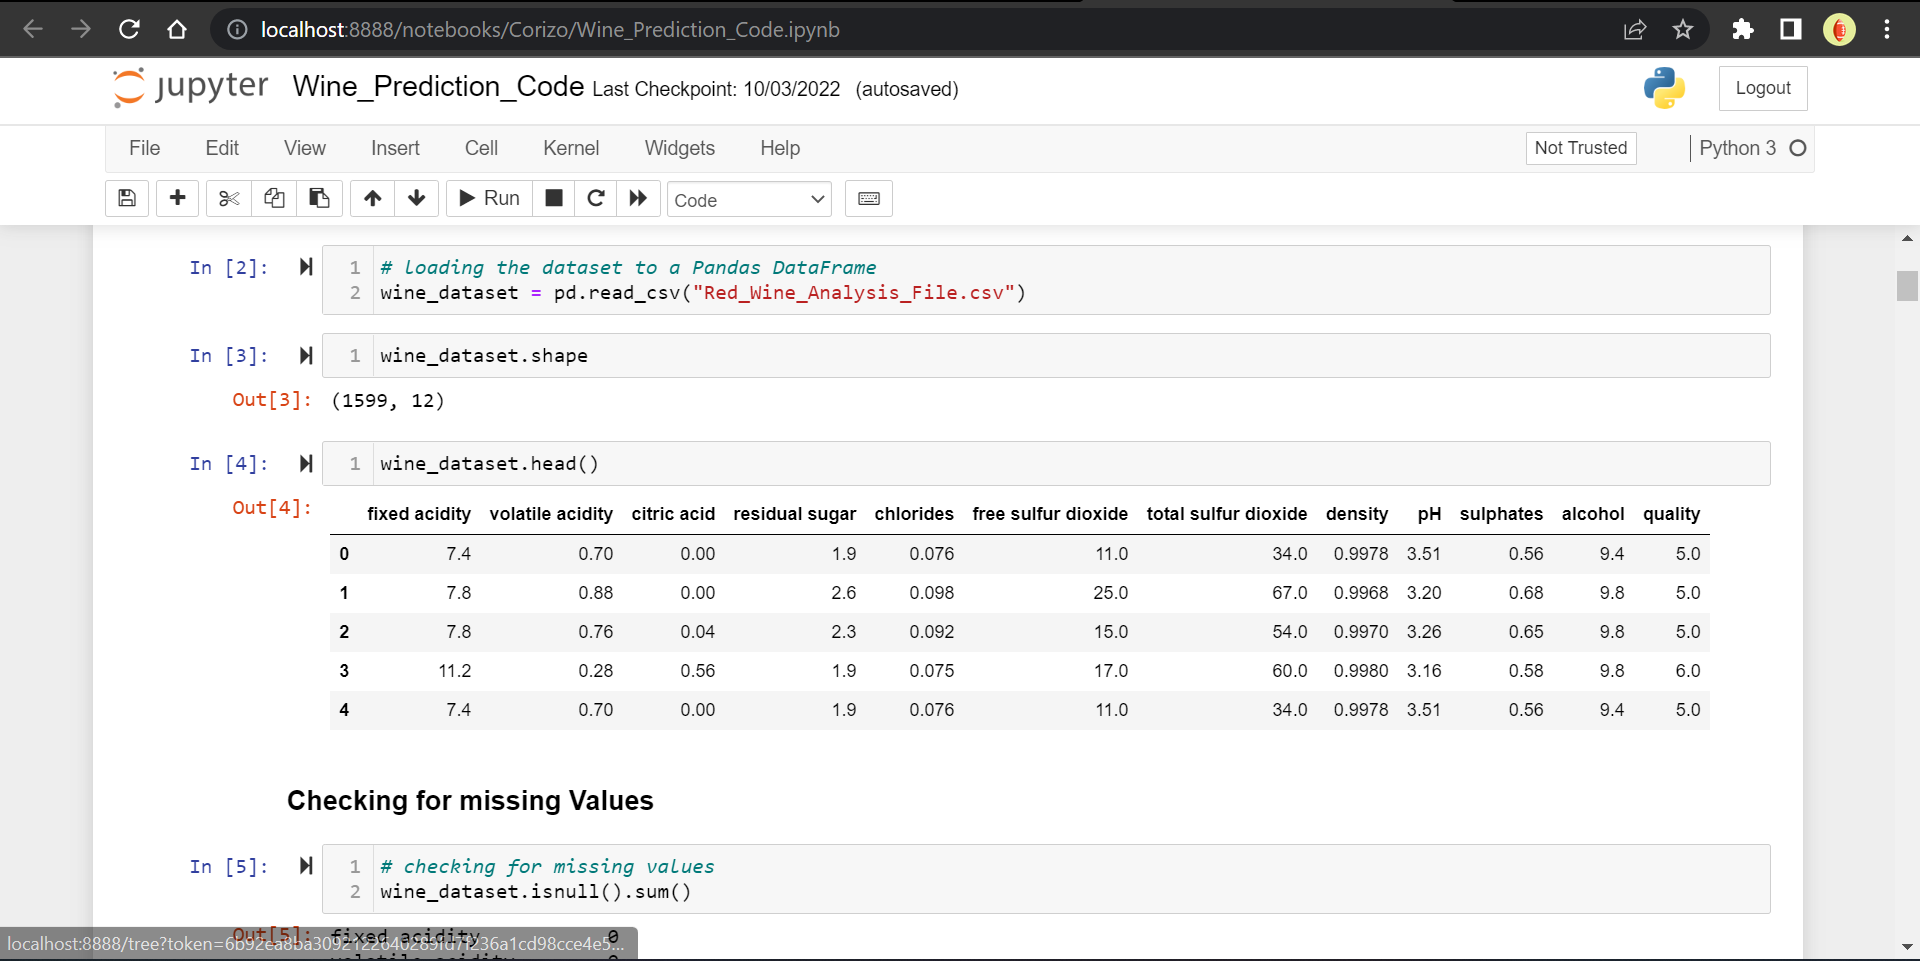 localhost:8888/notebooks/Corizo/Wine_Prediction_Code.ipynb
jupyter Wine_Prediction_Code Last Checkpoint: 10/03/2022 (autosaved) Logout
File Edit View Insert Cell Kernel Widgets Help Not Trusted Python 3
Run Code
In [2]: 1 # loading the dataset to a Pandas DataFrame
2 wine_dataset = pd.read_csv("Red_Wine_Analysis_File.csv")
In [3]: 1 wine_dataset.shape
Out[3]: (1599, 12)
In [4]: 1 wine_dataset.head()
Out[4]:
fixed acidity volatile acidity citric acid residual sugar chlorides free sulfur dioxide total sulfur dioxide density pH sulphates alcohol quality
0 7.4 0.70 0.00 1.9 0.076 11.0 34.0 0.9978 3.51 0.56 9.4 5.0
1 7.8 0.88 0.00 2.6 0.098 25.0 67.0 0.9968 3.20 0.68 9.8 5.0
2 7.8 0.76 0.04 2.3 0.092 15.0 54.0 0.9970 3.26 0.65 9.8 5.0
3 11.2 0.28 0.56 1.9 0.075 17.0 60.0 0.9980 3.16 0.58 9.8 6.0
4 7.4 0.70 0.00 1.9 0.076 11.0 34.0 0.9978 3.51 0.56 9.4 5.0
Checking for missing Values
In [5]: 1 # checking for missing values
2 wine_dataset.isnull().sum()
Out[5]: fixed acidity 0